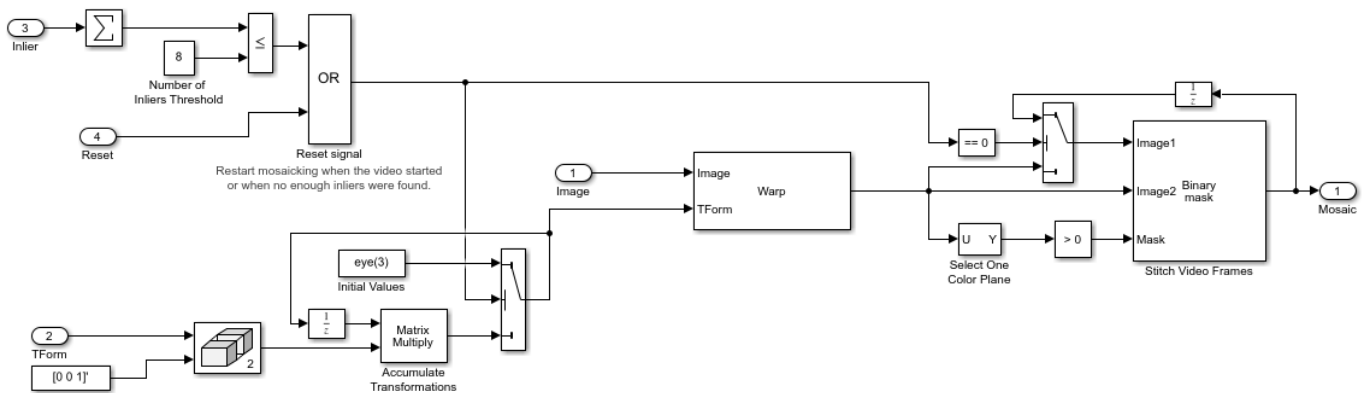 3
Inlier
Σ
8
Number of
Inliers Threshold
≤
4
Reset
OR
Reset signal
Restart mosaicking when the video started
or when no enough inliers were found.
1
Image
Image
TForm
Warp
== 0
1
z
Image1
Image2
Mask
Binary
mask
Stitch Video Frames
1
Mosaic
U Y
Select One
Color Plane
> 0
eye(3)
Initial Values
1
z
Matrix
Multiply
Accumulate
Transformations
2
TForm
[0 0 1]'
2